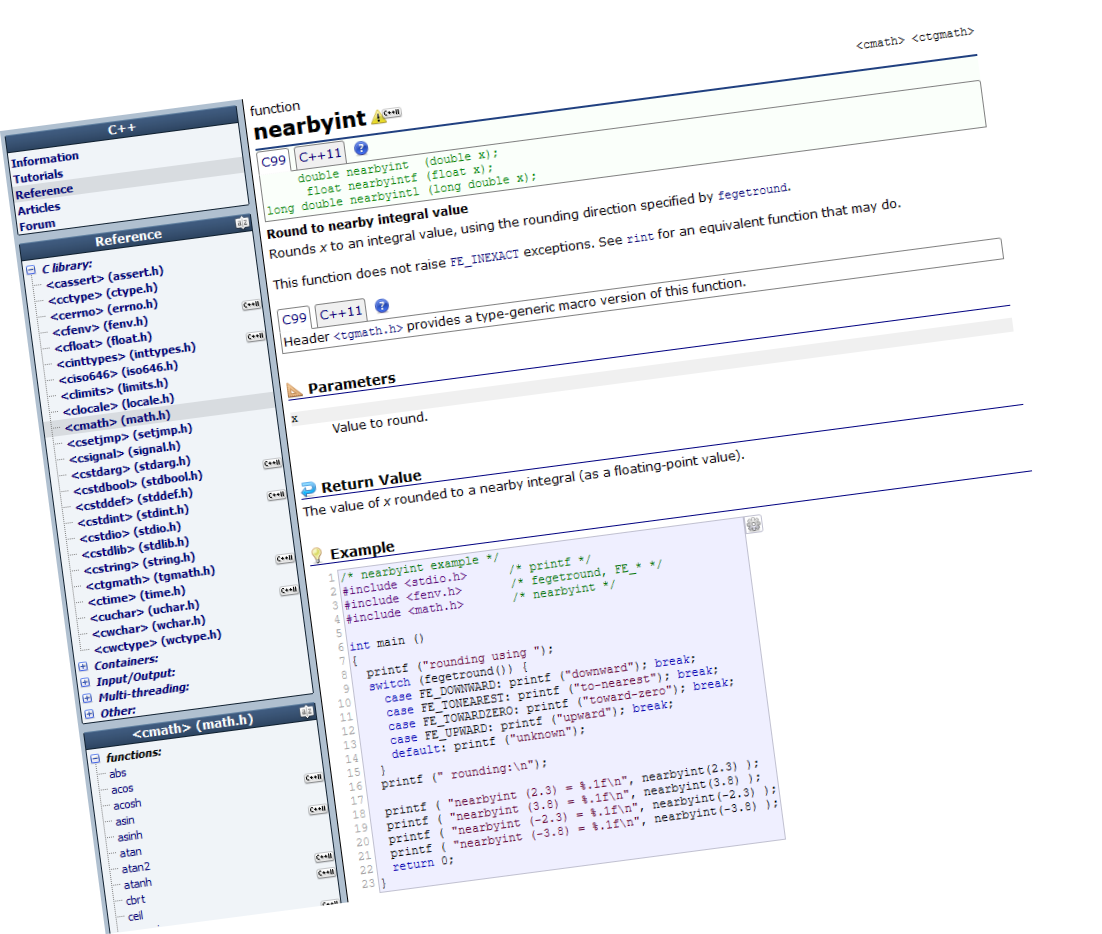 <cmath> <ctgmath>
C++
Information
Tutorials
Reference
Articles
Forum
Reference
C library:
<cassert> (assert.h)
<cctype> (ctype.h)
<cerrno> (errno.h)
<cfenv> (fenv.h)
<cfloat> (float.h)
<cinttypes> (inttypes.h)
<ciso646> (iso646.h)
<climits> (limits.h)
<clocale> (locale.h)
<cmath> (math.h)
<csetjmp> (setjmp.h)
<csignal> (signal.h)
<cstdarg> (stdarg.h)
<cstdbool> (stdbool.h)
<cstddef> (stddef.h)
<cstdint> (stdint.h)
<cstdio> (stdio.h)
<cstdlib> (stdlib.h)
<cstring> (string.h)
<ctgmath> (tgmath.h)
<ctime> (time.h)
<cuchar> (uchar.h)
<cwchar> (wchar.h)
<cwctype> (wctype.h)
Containers:
Input/Output:
Multi-threading:
Other:
<cmath> (math.h)
functions:
abs
acos
acosh
asin
asinh
atan
atan2
atanh
cbrt
ceil
function
nearbyint
C99 C++11
double nearbyint (double x);
float nearbyintf (float x);
long double nearbyintl (long double x);
Round to nearby integral value
Rounds x to an integral value, using the rounding direction specified by fegetround.
This function does not raise FE_INEXACT exceptions. See rint for an equivalent function that may do.
C99 C++11
Header <tgmath.h> provides a type-generic macro version of this function.
Parameters
x
Value to round.
Return Value
The value of x rounded to a nearby integral (as a floating-point value).
Example
1 /* nearbyint example */
2 #include <stdio.h> /* printf */
3 #include <fenv.h> /* fegetround, FE_* */
4 #include <math.h> /* nearbyint */
5
6 int main ()
7 {
8 printf ("rounding using ");
9 switch (fegetround()) {
10 case FE_DOWNWARD: printf ("downward"); break;
11 case FE_TONEAREST: printf ("to-nearest"); break;
12 case FE_TOWARDZERO: printf ("toward-zero"); break;
13 case FE_UPWARD: printf ("upward"); break;
14 default: printf ("unknown");
15 }
16 printf (" rounding:\n");
17
18 printf ( "nearbyint (2.3) = %.1f\n", nearbyint(2.3) );
19 printf ( "nearbyint (3.8) = %.1f\n", nearbyint(3.8) );
20 printf ( "nearbyint (-2.3) = %.1f\n", nearbyint(-2.3) );
21 printf ( "nearbyint (-3.8) = %.1f\n", nearbyint(-3.8) );
22 return 0;
23 }